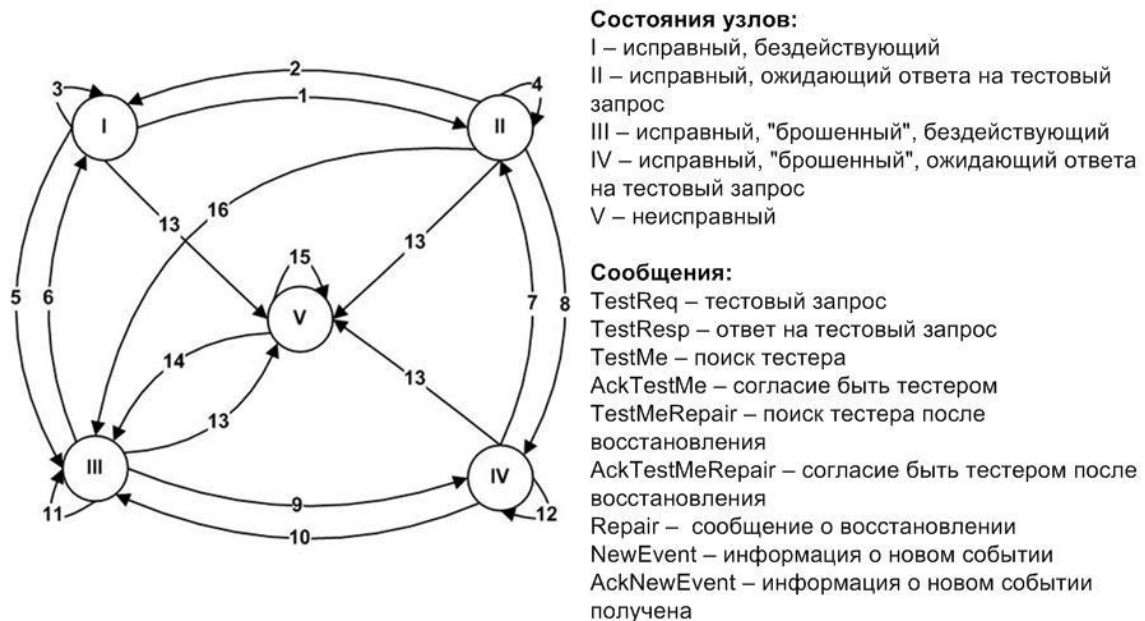 Состояния узлов:
I – исправный, бездействующий
II – исправный, ожидающий ответа на тестовый
запрос
III – исправный, "брошенный", бездействующий
IV – исправный, "брошенный", ожидающий ответа
на тестовый запрос
V – неисправный
Сообщения:
TestReq – тестовый запрос
TestResp – ответ на тестовый запрос
TestMe – поиск тестера
AckTestMe – согласие быть тестером
TestMeRepair – поиск тестера после
восстановления
AckTestMeRepair – согласие быть тестером после
восстановления
Repair – сообщение о восстановлении
NewEvent – информация о новом событии
AckNewEvent – информация о новом событии
получена
2
3
1
4
I
II
16
13
13
15
5
6
7
8
V
14
13
13
III
IV
9
11
12
10